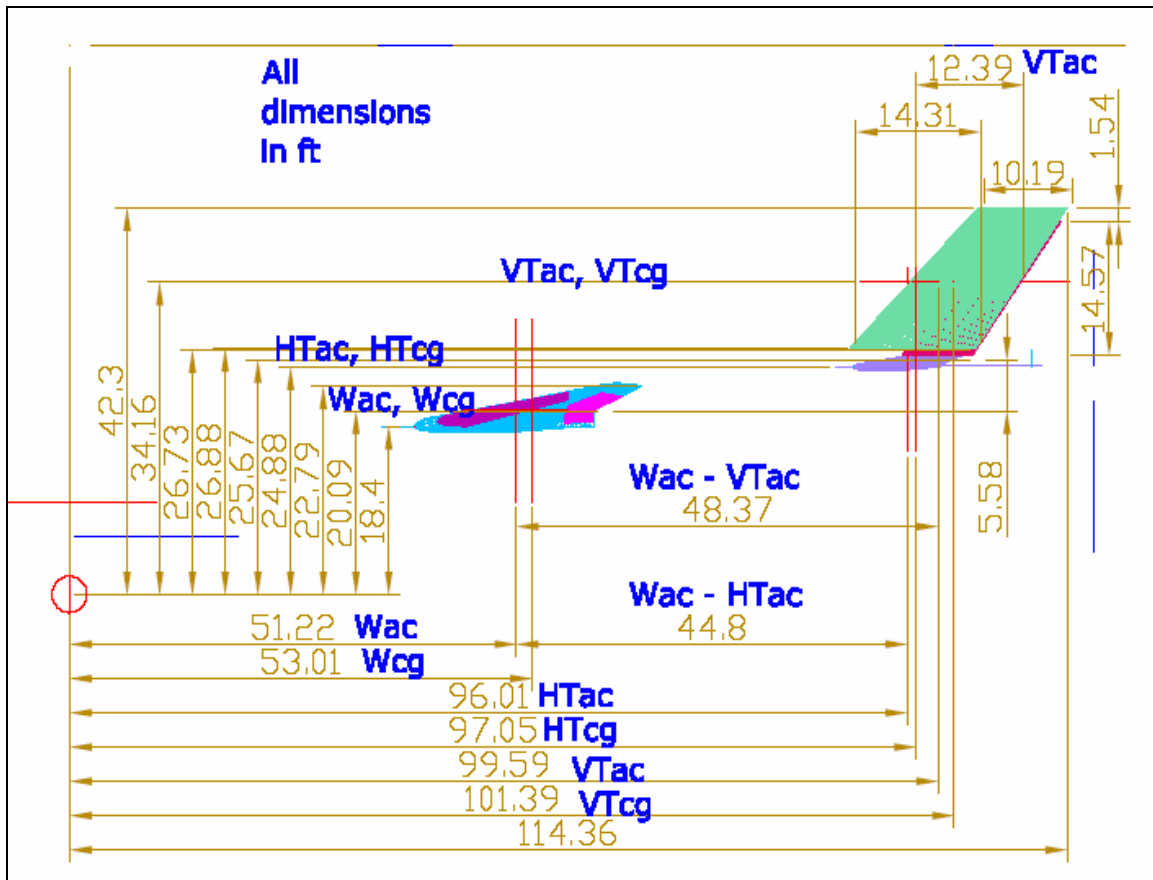 All
dimensions
in ft
12.39
VTac
14.31
1.54
10.19
VTac, VTcg
14.57
HTac, HTcg
Wac, Wcg
42.3
34.16
26.73
26.88
25.67
24.88
22.79
20.09
18.4
Wac - VTac
48.37
5.58
Wac - HTac
44.8
51.22 Wac
53.01 Wcg
96.01 HTac
97.05 HTcg
99.59 VTac
101.39 VTcg
114.36